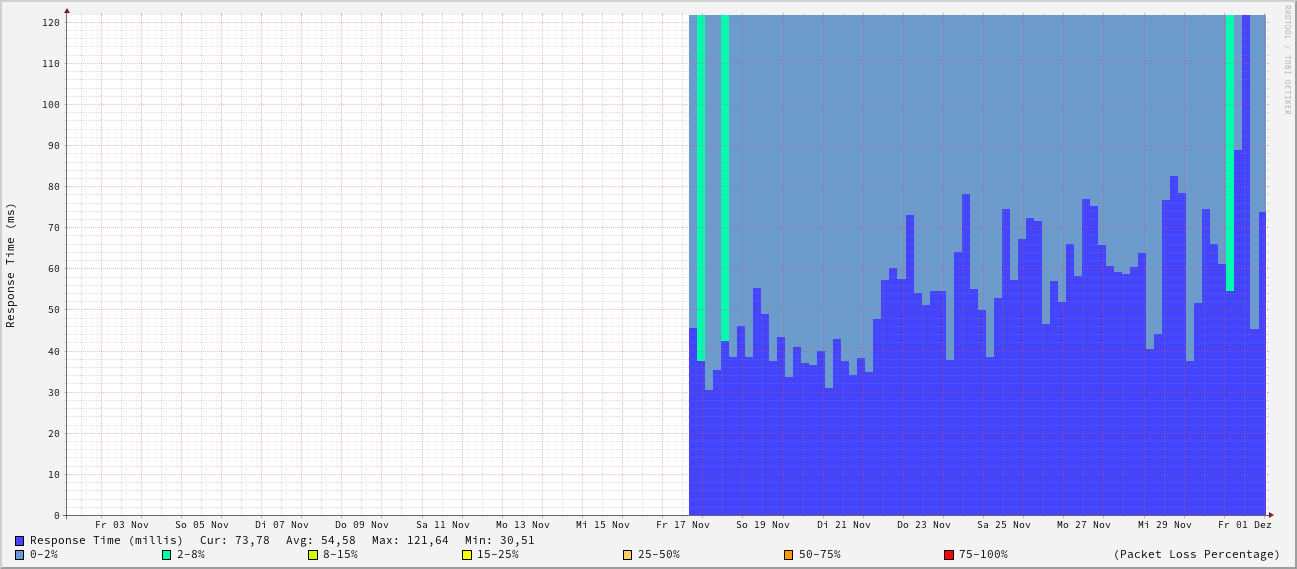 RRDTOOL / TOBI OETIKER
Response Time (ms)
120
110
100
90
80
70
60
50
40
30
20
10
0
Fr 03 Nov So 05 Nov Di 07 Nov Do 09 Nov Sa 11 Nov Mo 13 Nov Mi 15 Nov Fr 17 Nov So 19 Nov Di 21 Nov Do 23 Nov Sa 25 Nov Mo 27 Nov Mi 29 Nov Fr 01 Dez
Response Time (millis) Cur: 73,78 Avg: 54,58 Max: 121,64 Min: 30,51
0-2% 2-8% 8-15% 15-25% 25-50% 50-75% 75-100% (Packet Loss Percentage)